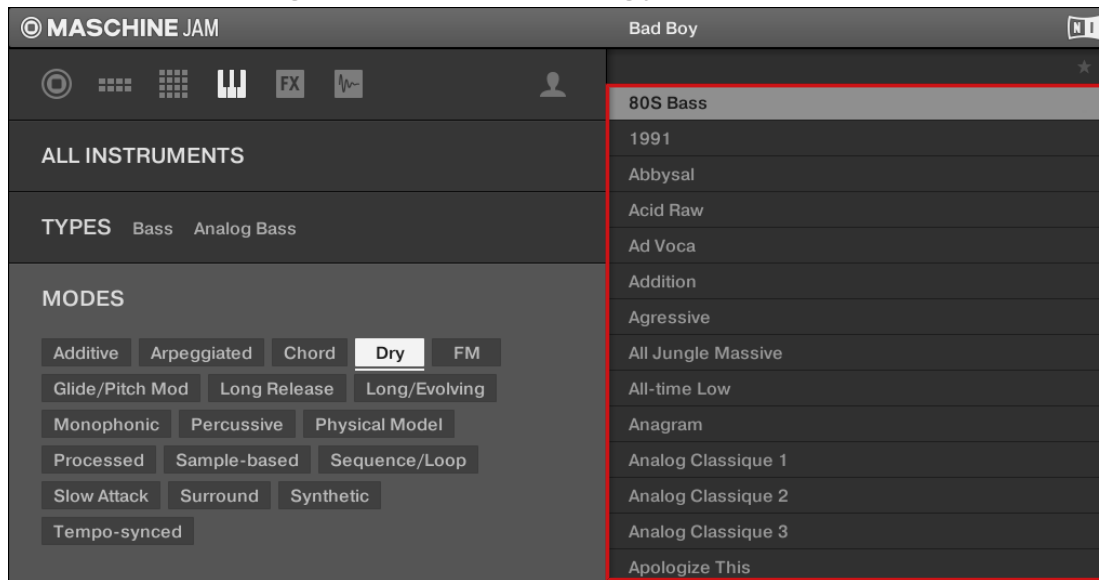 MASCHINE JAM
Bad Boy
NI
FX
ALL INSTRUMENTS
TYPES Bass Analog Bass
MODES
Additive Arpeggiated Chord Dry FM
Glide/Pitch Mod Long Release Long/Evolving
Monophonic Percussive Physical Model
Processed Sample-based Sequence/Loop
Slow Attack Surround Synthetic
Tempo-synced
80S Bass
1991
Abbysal
Acid Raw
Ad Voca
Addition
Agressive
All Jungle Massive
All-time Low
Anagram
Analog Classique 1
Analog Classique 2
Analog Classique 3
Apologize This